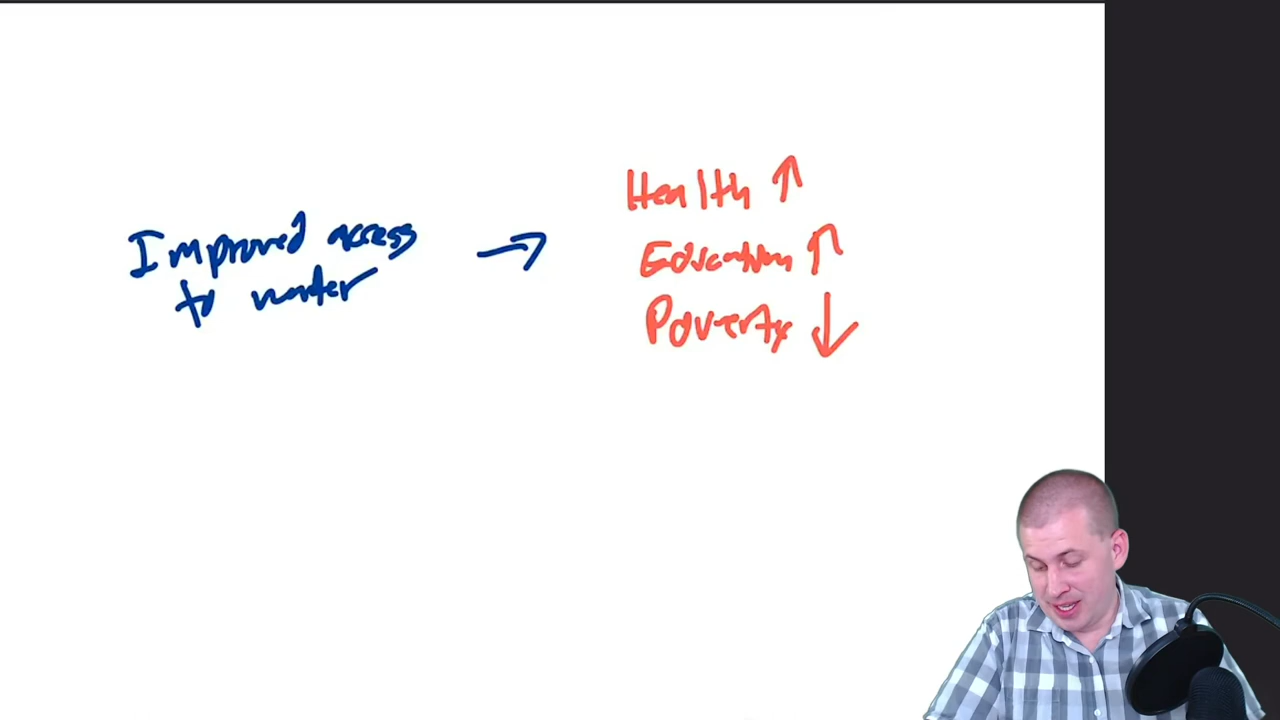 Improved access
to water
→
Health ↑
Education ↑
Poverty ↓